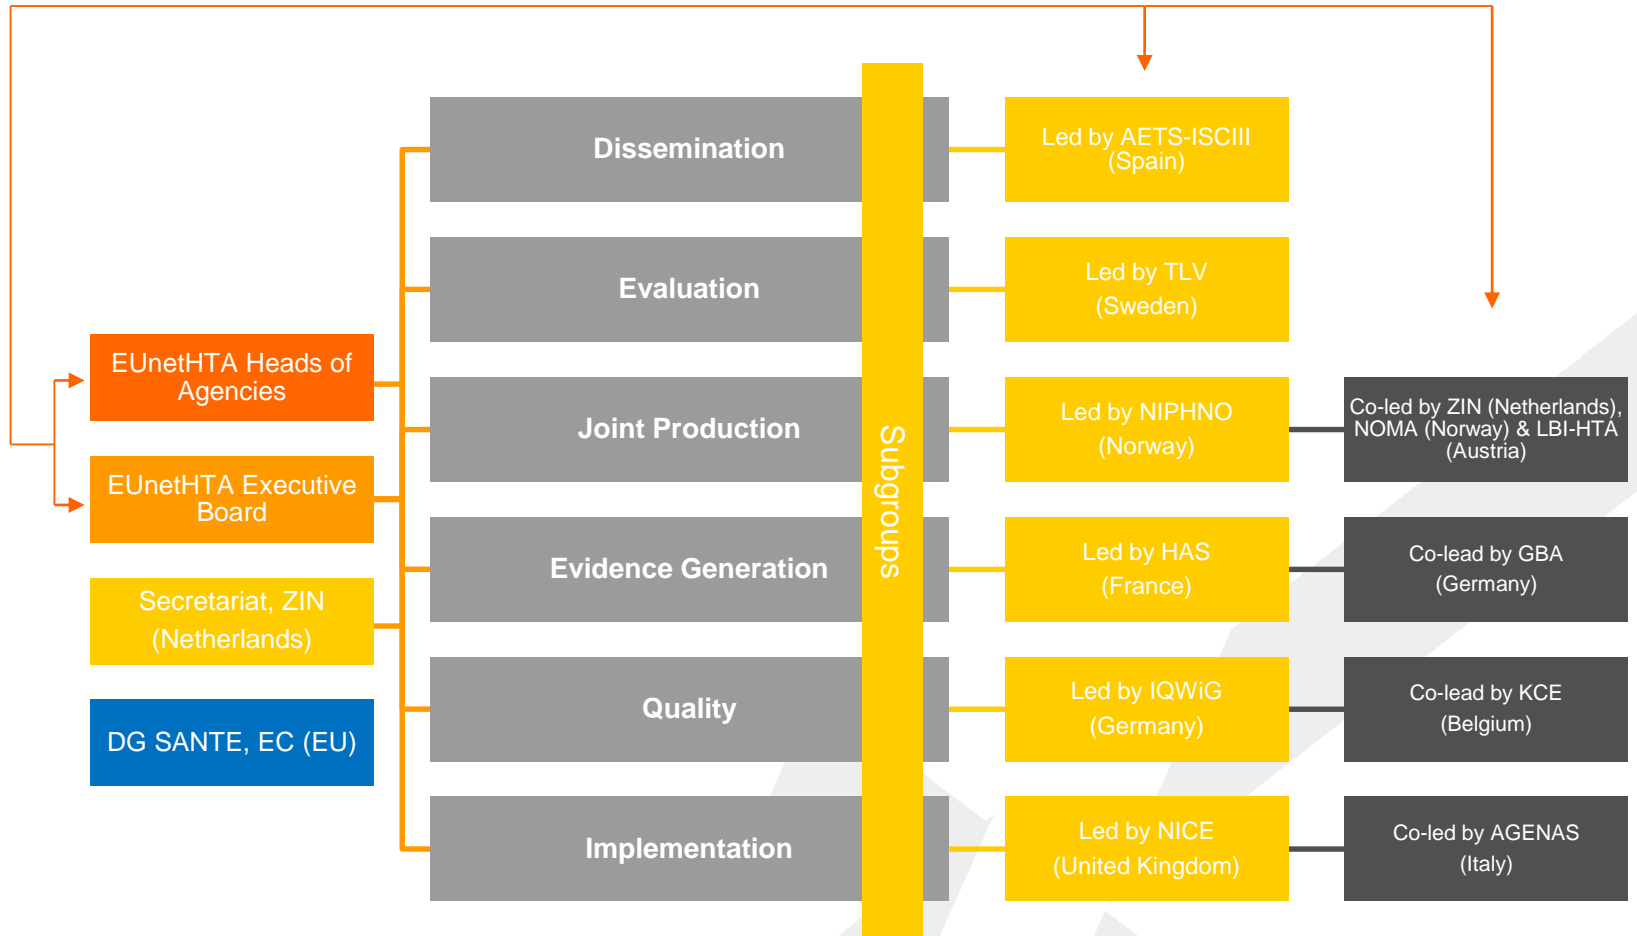 EUnetHTA Heads of
Agencies
EUnetHTA Executive
Board
Secretariat, ZIN
(Netherlands)
DG SANTE, EC (EU)
Dissemination
Evaluation
Joint Production
Evidence Generation
Quality
Implementation
Subgroups
Led by AETS-ISCIII
(Spain)
Led by TLV
(Sweden)
Led by NIPHNO
(Norway)
Led by HAS
(France)
Led by IQWiG
(Germany)
Led by NICE
(United Kingdom)
Co-led by ZIN (Netherlands),
NOMA (Norway) & LBI-HTA
(Austria)
Co-lead by GBA
(Germany)
Co-lead by KCE
(Belgium)
Co-led by AGENAS
(Italy)